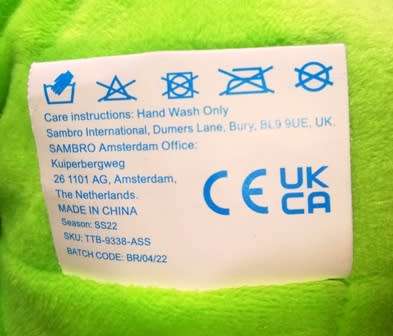 Care instructions: Hand Wash Only
Sambro International, Dumers Lane, Bury, BL9 9UE, UK.
SAMBRO Amsterdam Office:
Kuiperbergweg
26 1101 AG, Amsterdam,
The Netherlands.
MADE IN CHINA
Season: SS22
SKU: TTB-9338-ASS
BATCH CODE: BR/04/22
CE UK
CA